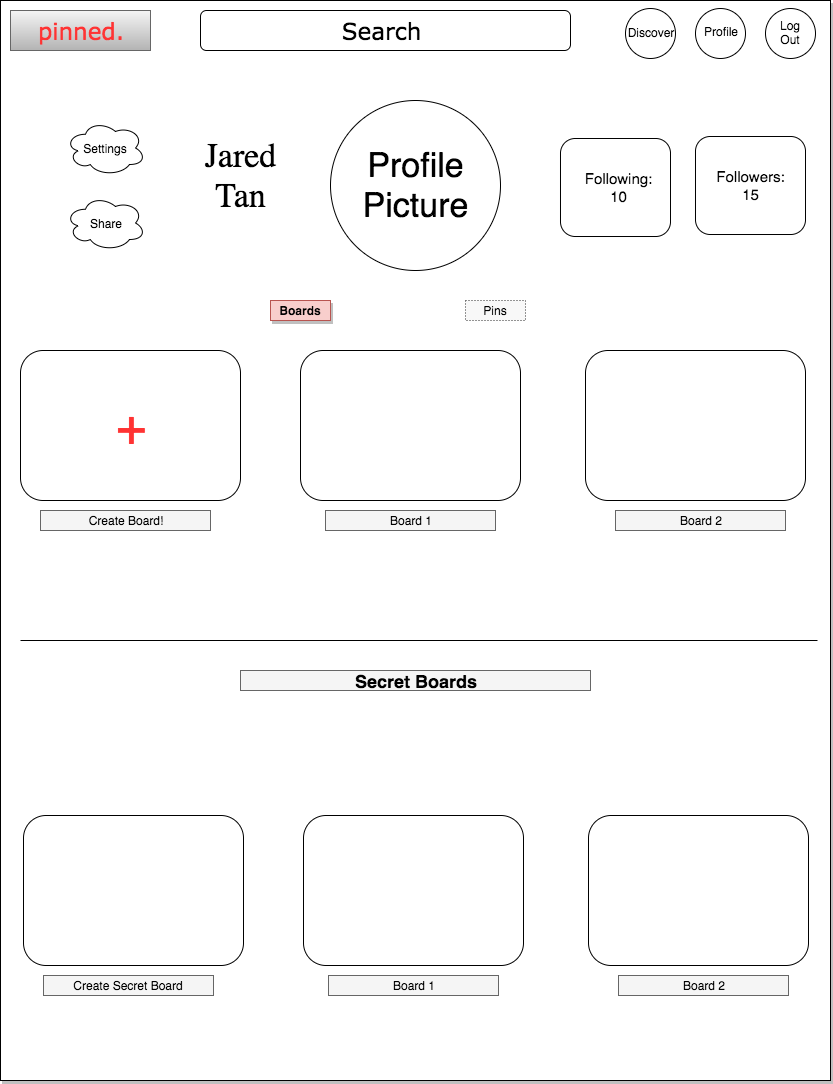 pinned.
Search
Discover
Profile
Log
Out
Settings
Share
Jared
Tan
Profile
Picture
Following:
10
Followers:
15
Boards
Pins
+
Create Board!
Board 1
Board 2
Secret Boards
Create Secret Board
Board 1
Board 2